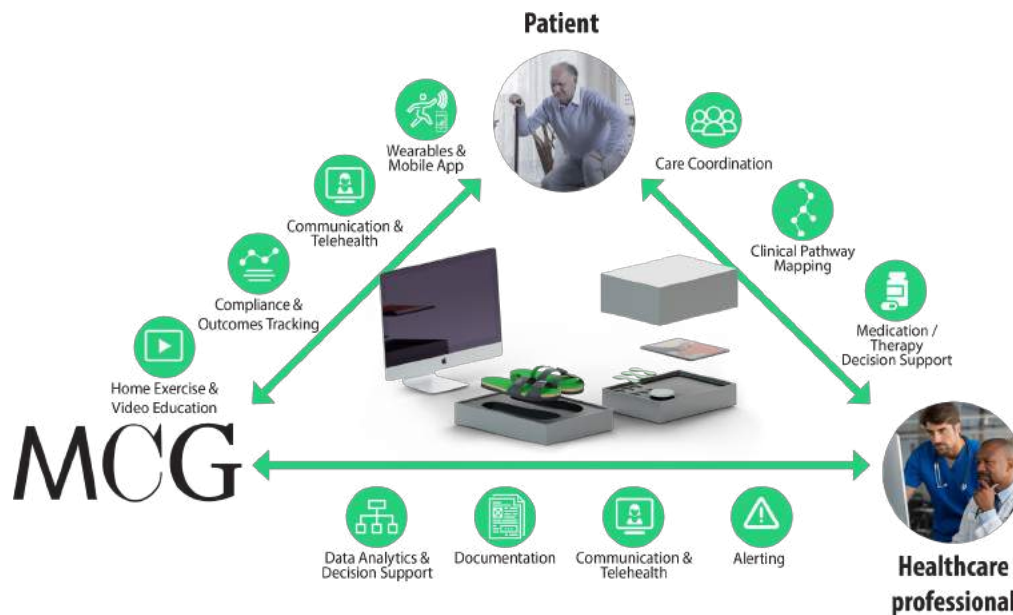 Patient
Wearables &
Mobile App
Care Coordination
Communication &
Telehealth
Clinical Pathway
Mapping
Compliance &
Outcomes Tracking
Medication /
Therapy
Decision Support
Home Exercise &
Video Education
MCG
Data Analytics &
Decision Support
Documentation
Communication &
Telehealth
Alerting
Healthcare
professional